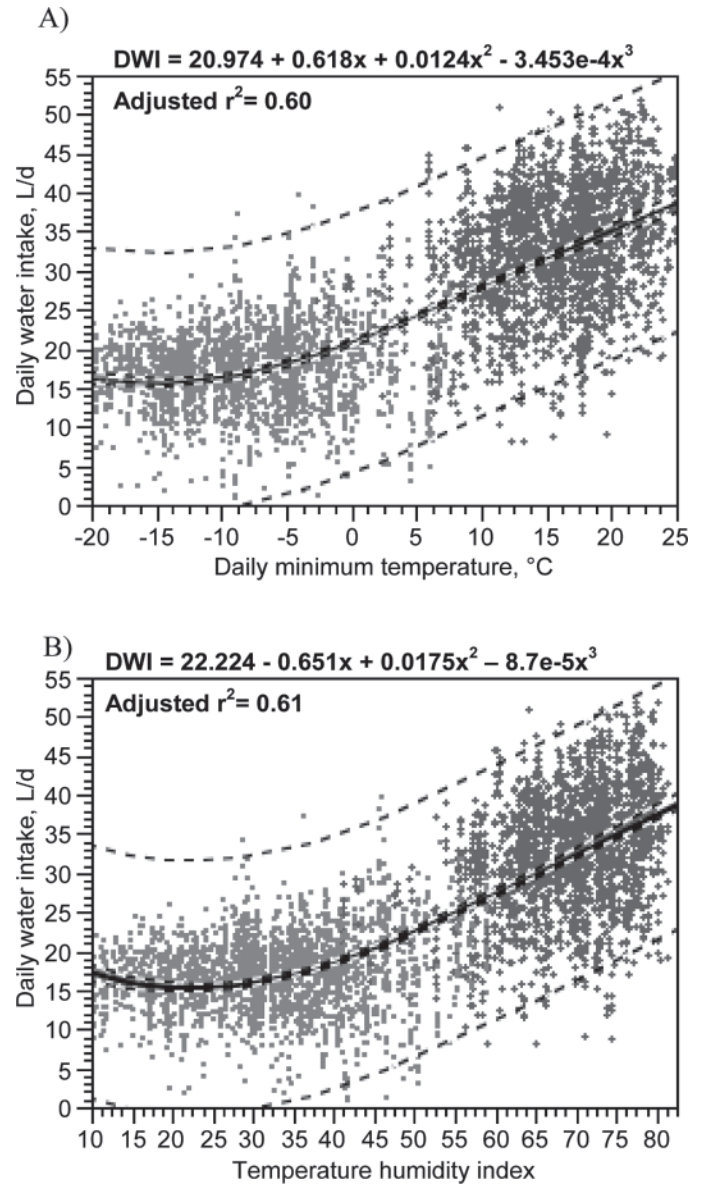 A)
DWI = 20.974 + 0.618x + 0.0124x² - 3.453e-4x³
Adjusted r²= 0.60
55
50
45
40
35
30
25
20
15
10
5
0
Daily water intake, L/d
-20 -15 -10 -5 0 5 10 15 20 25
Daily minimum temperature, °C
B)
DWI = 22.224 - 0.651x + 0.0175x² – 8.7e-5x³
Adjusted r²= 0.61
55
50
45
40
35
30
25
20
15
10
5
0
Daily water intake, L/d
10 15 20 25 30 35 40 45 50 55 60 65 70 75 80
Temperature humidity index